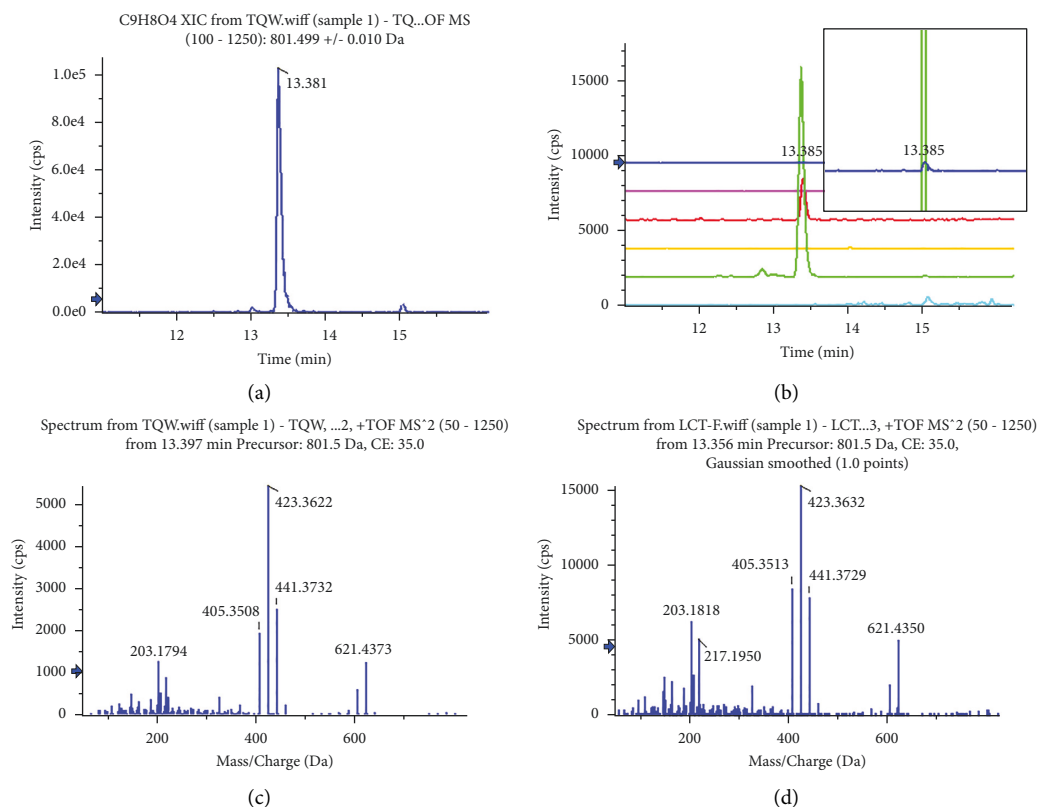 C9H8O4 XIC from TQW.wiff (sample 1) - TQ...OF MS
(100 - 1250): 801.499 +/- 0.010 Da
1.0e5
8.0e4
6.0e4
4.0e4
2.0e4
0.0e0
Intensity (cps)
13.381
12
13
14
15
Time (min)
(a)
15000
10000
5000
0
Intensity (cps)
13.385
13.385
12
13
14
15
Time (min)
(b)
Spectrum from TQW.wiff (sample 1) - TQW, ...2, +TOF MS^2 (50 - 1250)
from 13.397 min Precursor: 801.5 Da, CE: 35.0
5000
4000
3000
2000
1000
0
Intensity (cps)
423.3622
441.3732
405.3508
203.1794
621.4373
200
400
600
Mass/Charge (Da)
(c)
Spectrum from LCT-F.wiff (sample 1) - LCT...3, +TOF MS^2 (50 - 1250)
from 13.356 min Precursor: 801.5 Da, CE: 35.0,
Gaussian smoothed (1.0 points)
15000
10000
5000
0
Intensity (cps)
423.3632
405.3513
441.3729
203.1818
217.1950
621.4350
200
400
600
Mass/Charge (Da)
(d)